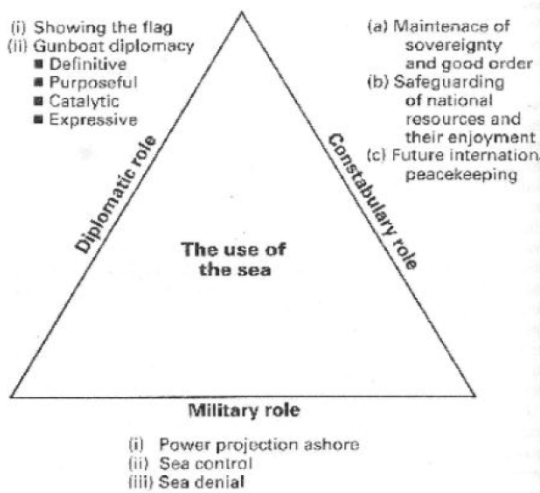 (i) Showing the flag
(ii) Gunboat diplomacy
■ Definitive
■ Purposeful
■ Catalytic
■ Expressive
(a) Maintenace of
sovereignty
and good order
(b) Safeguarding
of national
resources and
their enjoyment
(c) Future internation
peacekeeping
Diplomatic role
Constabulary role
The use of
the sea
Military role
(i) Power projection ashore
(ii) Sea control
(iii) Sea denial